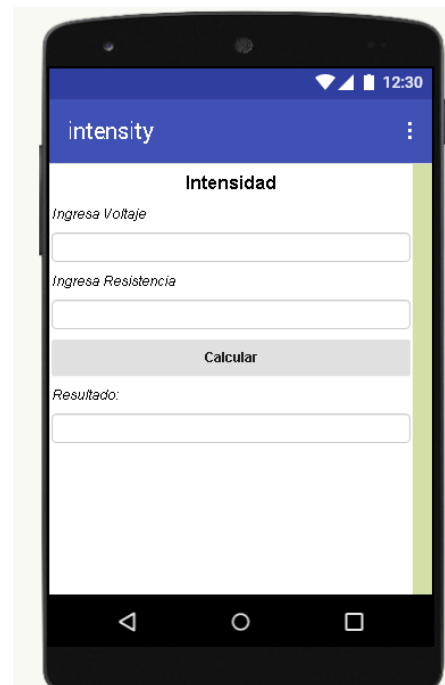 12:30
intensity
Intensidad
Ingresa Voltaje
Ingresa Resistencia
Calcular
Resultado: